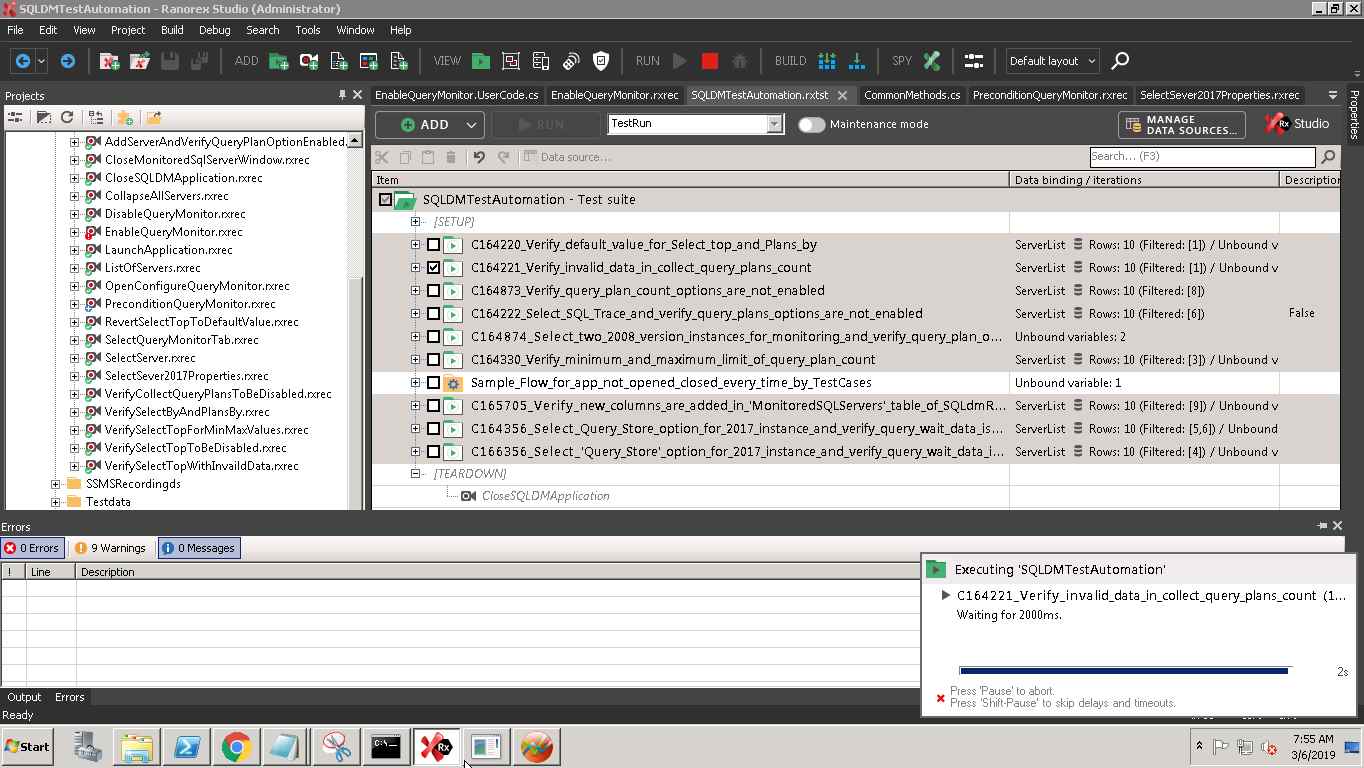 SQLDMTestAutomation - Ranorex Studio (Administrator)
File Edit View Project Build Debug Search Tools Window Help
ADD VIEW RUN BUILD SPY Default layout
Projects
EnableQueryMonitor.UserCode.cs EnableQueryMonitor.rxrec SQLDMTestAutomation.rxtst CommonMethods.cs PreconditionQueryMonitor.rxrec SelectSever2017Properties.rxrec
Properties
ADD RUN TestRun Maintenance mode MANAGE DATA SOURCES... Rx Studio
Data source... Search... (F3)
Item Data binding / iterations Description
AddServerAndVerifyQueryPlanOptionEnabled.
CloseMonitoredSqlServerWindow.rxrec
CloseSQLDMApplication.rxrec
CollapseAllServers.rxrec
DisableQueryMonitor.rxrec
EnableQueryMonitor.rxrec
LaunchApplication.rxrec
ListOfServers.rxrec
OpenConfigureQueryMonitor.rxrec
PreconditionQueryMonitor.rxrec
RevertSelectTopToDefaultValue.rxrec
SelectQueryMonitorTab.rxrec
SelectServer.rxrec
SelectSever2017Properties.rxrec
VerifyCollectQueryPlansToBeDisabled.rxrec
VerifySelectByAndPlansBy.rxrec
VerifySelectTopForMinMaxValues.rxrec
VerifySelectTopToBeDisabled.rxrec
VerifySelectTopWithInvaildData.rxrec
SSMSRecordingds
Testdata
SQLDMTestAutomation - Test suite
[SETUP]
C164220_Verify_default_value_for_Select_top_and_Plans_by ServerList Rows: 10 (Filtered: [1]) / Unbound v
C164221_Verify_invalid_data_in_collect_query_plans_count ServerList Rows: 10 (Filtered: [1]) / Unbound v
C164873_Verify_query_plan_count_options_are_not_enabled ServerList Rows: 10 (Filtered: [8])
C164222_Select_SQL_Trace_and_verify_query_plans_options_are_not_enabled ServerList Rows: 10 (Filtered: [6]) False
C164874_Select_two_2008_version_instances_for_monitoring_and_verify_query_plan_o... Unbound variables: 2
C164330_Verify_minimum_and_maximum_limit_of_query_plan_count ServerList Rows: 10 (Filtered: [3]) / Unbound v
Sample_Flow_for_app_not_opened_closed_every_time_by_TestCases Unbound variable: 1
C165705_Verify_new_columns_are_added_in_'MonitoredSQLServers'_table_of_SQLdmR... ServerList Rows: 10 (Filtered: [9]) / Unbound v
C164356_Select_Query_Store_option_for_2017_instance_and_verify_query_wait_data_is... ServerList Rows: 10 (Filtered: [5,6]) / Unbound
C166356_Select_'Query_Store'_option_for_2017_instance_and_verify_query_wait_data_i... ServerList Rows: 10 (Filtered: [4]) / Unbound v
[TEARDOWN]
CloseSQLDMApplication
Errors
0 Errors 9 Warnings 0 Messages
! Line Description
Executing 'SQLDMTestAutomation'
C164221_Verify_invalid_data_in_collect_query_plans_count (1...
Waiting for 2000ms.
2s
Press 'Pause' to abort.
Press 'Shift-Pause' to skip delays and timeouts.
Output Errors
Ready
Start
C:\
Rx
7:55 AM
3/6/2019